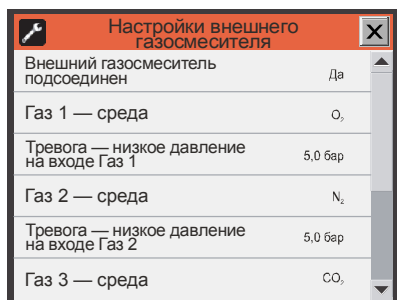 Настройки внешнего
газосмесителя
Внешний газосмеситель
подсоединен
Да
Газ 1 — среда
O₂
Тревога — низкое давление
на входе Газ 1
5,0 бар
Газ 2 — среда
N₂
Тревога — низкое давление
на входе Газ 2
5,0 бар
Газ 3 — среда
CO₂